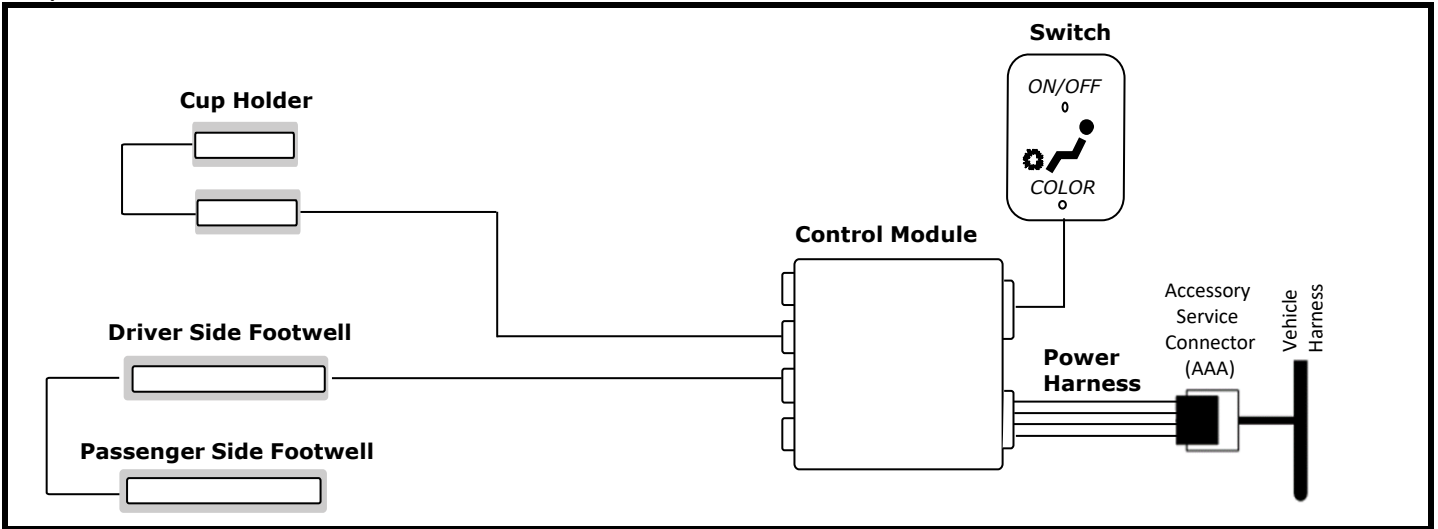 Switch
ON/OFF
COLOR
Cup Holder
Control Module
Driver Side Footwell
Passenger Side Footwell
Power
Harness
Accessory
Service
Connector
(AAA)
Vehicle
Harness